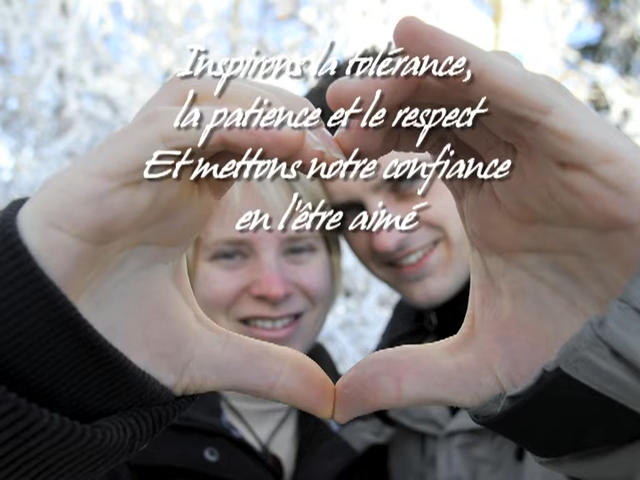 Inspirons la tolérance,
la patience et le respect
Et mettons notre confiance
en l'être aimé